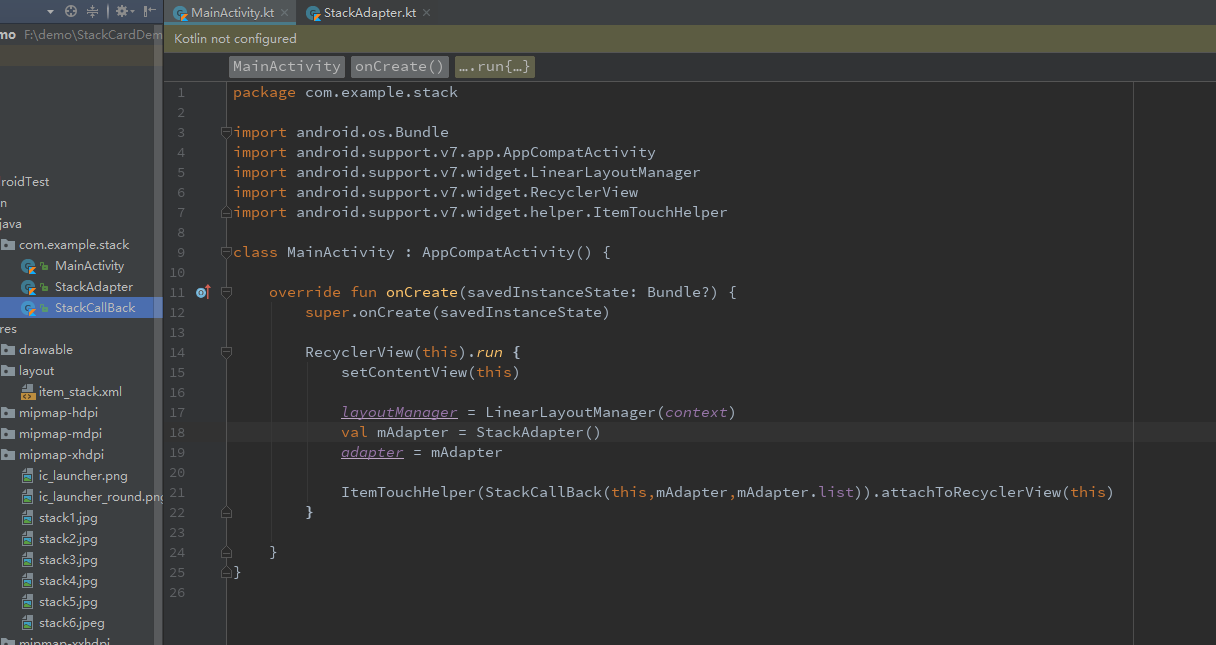 mo F:\demo\StackCardDem
MainActivity.kt
StackAdapter.kt
Kotlin not configured
MainActivity onCreate() ….run{…}
roidTest
n
java
com.example.stack
MainActivity
StackAdapter
StackCallBack
res
drawable
layout
item_stack.xml
mipmap-hdpi
mipmap-mdpi
mipmap-xhdpi
ic_launcher.png
ic_launcher_round.png
stack1.jpg
stack2.jpg
stack3.jpg
stack4.jpg
stack5.jpg
stack6.jpeg
mipmap-xxhdpi
1 package com.example.stack
2
3 import android.os.Bundle
4 import android.support.v7.app.AppCompatActivity
5 import android.support.v7.widget.LinearLayoutManager
6 import android.support.v7.widget.RecyclerView
7 import android.support.v7.widget.helper.ItemTouchHelper
8
9 class MainActivity : AppCompatActivity() {
10
11 override fun onCreate(savedInstanceState: Bundle?) {
12 super.onCreate(savedInstanceState)
13
14 RecyclerView(this).run {
15 setContentView(this)
16
17 layoutManager = LinearLayoutManager(context)
18 val mAdapter = StackAdapter()
19 adapter = mAdapter
20
21 ItemTouchHelper(StackCallBack(this,mAdapter,mAdapter.list)).attachToRecyclerView(this)
22 }
23
24 }
25 }
26